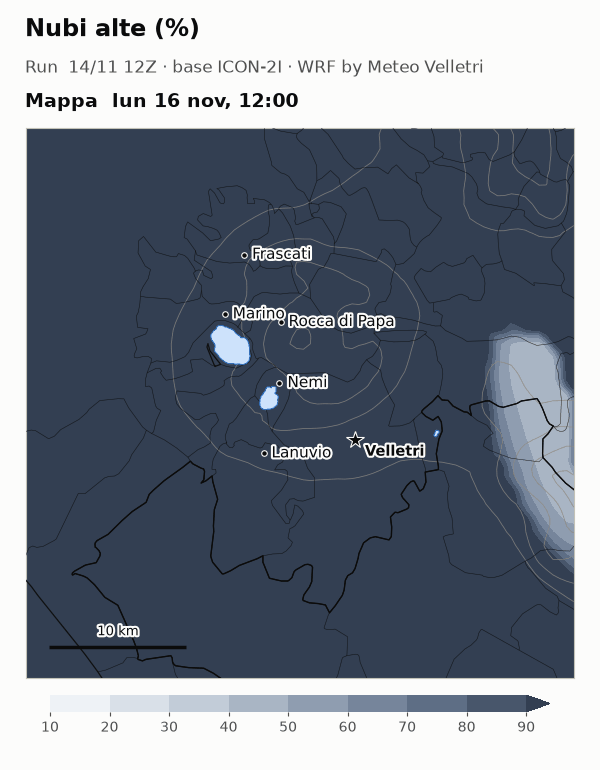 Nubi alte (%)
Run  14/11 12Z · base ICON-2I · WRF by Meteo Velletri
Mappa  lun 16 nov, 12:00
Frascati
Marino
Rocca di Papa
Nemi
Velletri
Lanuvio
10 km
10 20 30 40 50 60 70 80 90